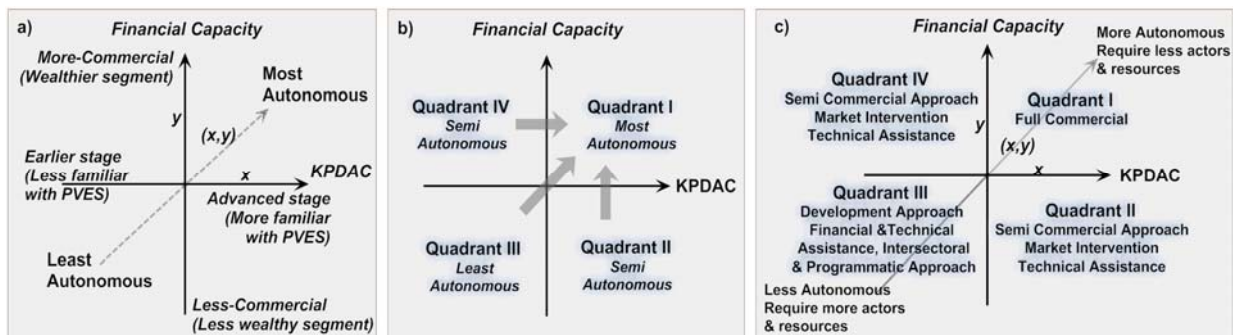 a)
Financial Capacity
More-Commercial
(Wealthier segment)
Most
Autonomous
y
(x,y)
Earlier stage
(Less familiar
with PVES)
x
KPDAC
Advanced stage
(More familiar
with PVES)
Least
Autonomous
Less-Commercial
(Less wealthy segment)
b)
Financial Capacity
Quadrant IV
Semi
Autonomous
Quadrant I
Most
Autonomous
KPDAC
Quadrant III
Least
Autonomous
Quadrant II
Semi
Autonomous
c)
Financial Capacity
More Autonomous
Require less actors
& resources
Quadrant IV
Semi Commercial Approach
Market Intervention
Technical Assistance
y
Quadrant I
Full Commercial
(x,y)
x
KPDAC
Quadrant III
Development Approach
Financial &Technical
Assistance, Intersectoral
& Programmatic Approach
Quadrant II
Semi Commercial Approach
Market Intervention
Technical Assistance
Less Autonomous
Require more actors
& resources